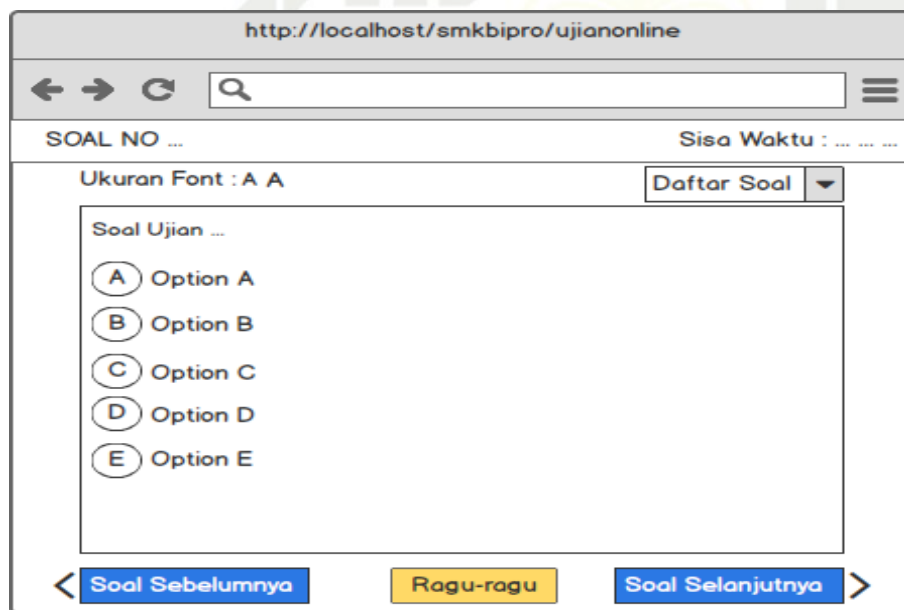 http://localhost/smkbipro/ujianonline
SOAL NO ...
Sisa Waktu : ... ... ...
Ukuran Font : A A
Daftar Soal
Soal Ujian ...
A Option A
B Option B
C Option C
D Option D
E Option E
< Soal Sebelumnya
Ragu-ragu
Soal Selanjutnya >